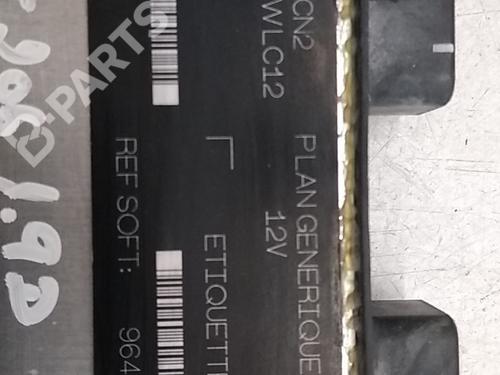 CN2
WLC12
PLAN GENERIQUE
12V
ETIQUETT
REF SOFT: 964
B-PARTS